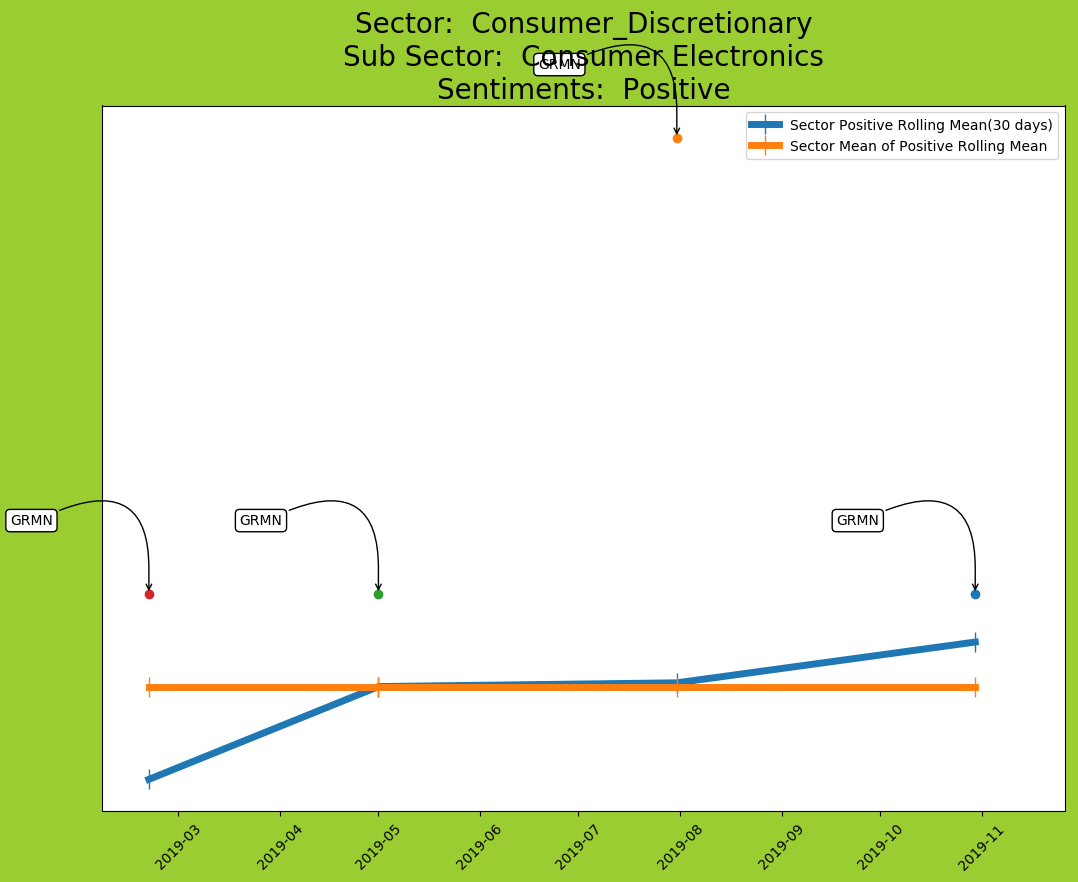 Sector:  Consumer_Discretionary
Sub Sector:  Consumer Electronics
GRMN
Sentiments:  Positive
Sector Positive Rolling Mean(30 days)
Sector Mean of Positive Rolling Mean
GRMN
GRMN
GRMN
2019-03
2019-04
2019-05
2019-06
2019-07
2019-08
2019-09
2019-10
2019-11